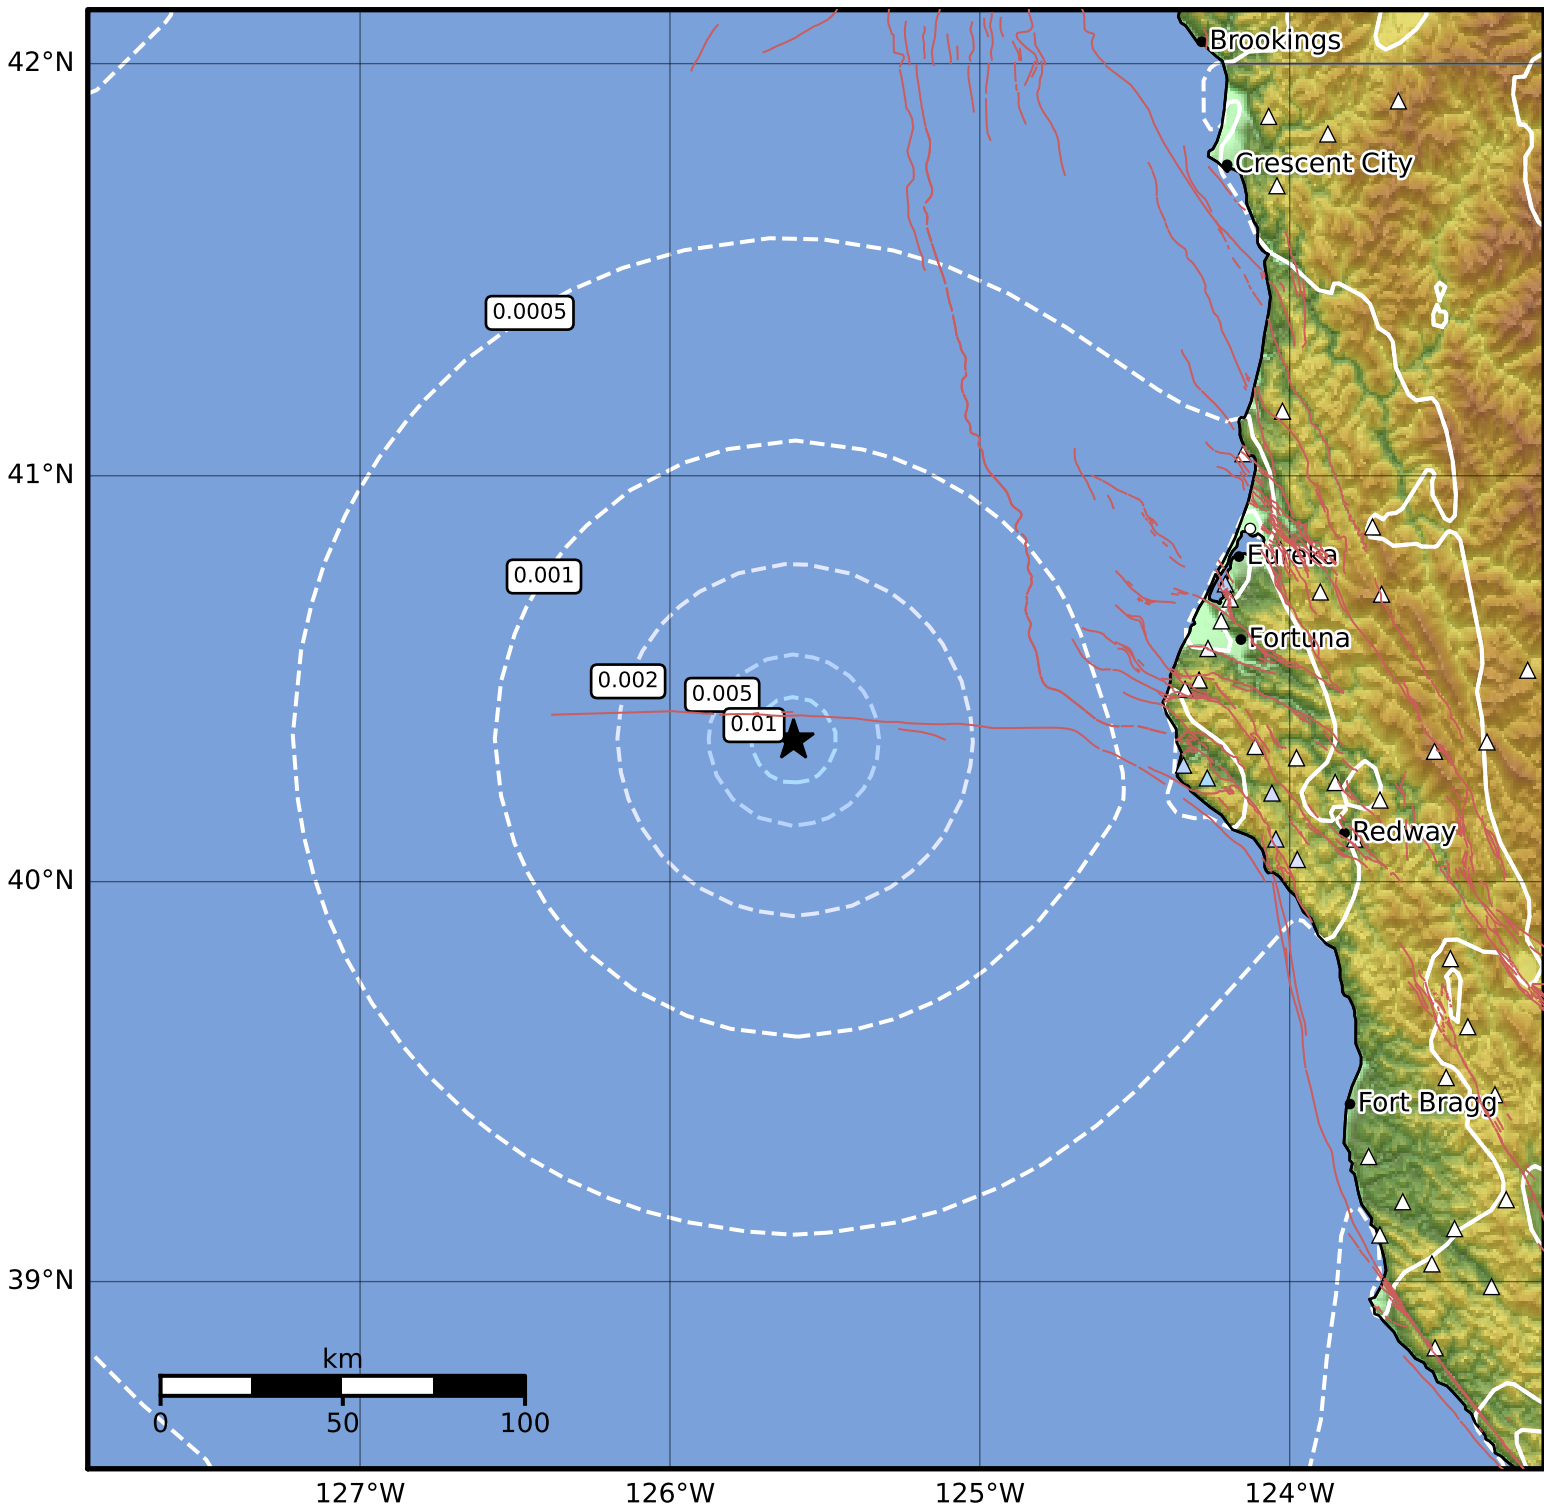 42°N
Brookings
Crescent City
0.0005
41°N
0.001
Eureka
Fortuna
0.002
0.005
0.01
Redway
40°N
Fort Bragg
39°N
km
0
50
100
127°W
126°W
125°W
124°W